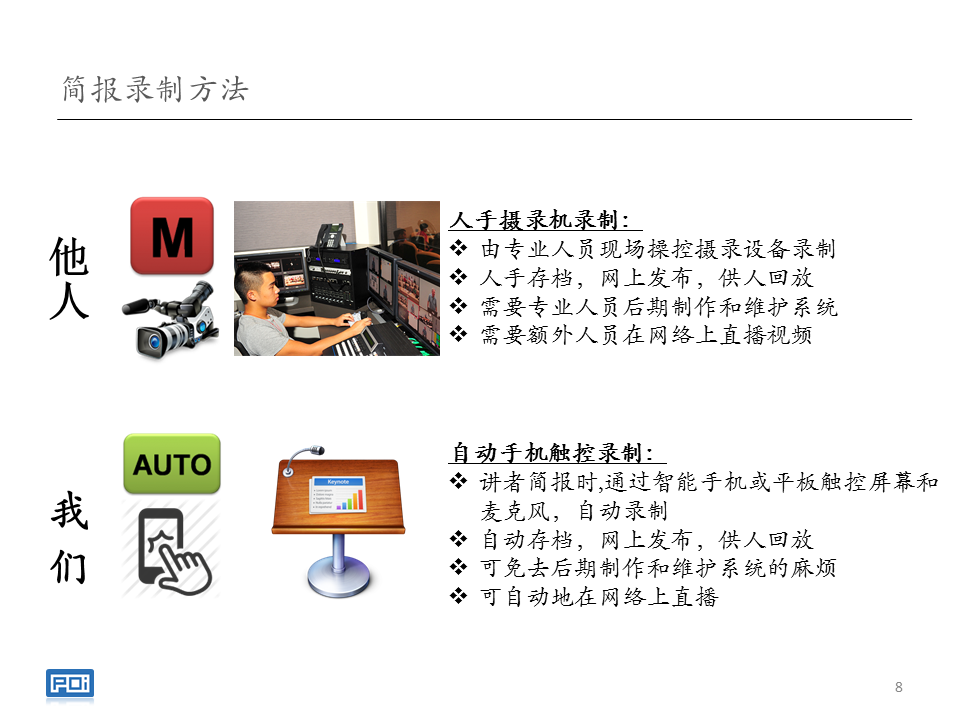 简报录制方法
他人
M
人手摄录机录制：
❖ 由专业人员现场操控摄录设备录制
❖ 人手存档，网上发布，供人回放
❖ 需要专业人员后期制作和维护系统
❖ 需要额外人员在网络上直播视频
我们
AUTO
Keynote
自动手机触控录制：
❖ 讲者简报时,通过智能手机或平板触控屏幕和
麦克风，自动录制
❖ 自动存档，网上发布，供人回放
❖ 可免去后期制作和维护系统的麻烦
❖ 可自动地在网络上直播
POi
8